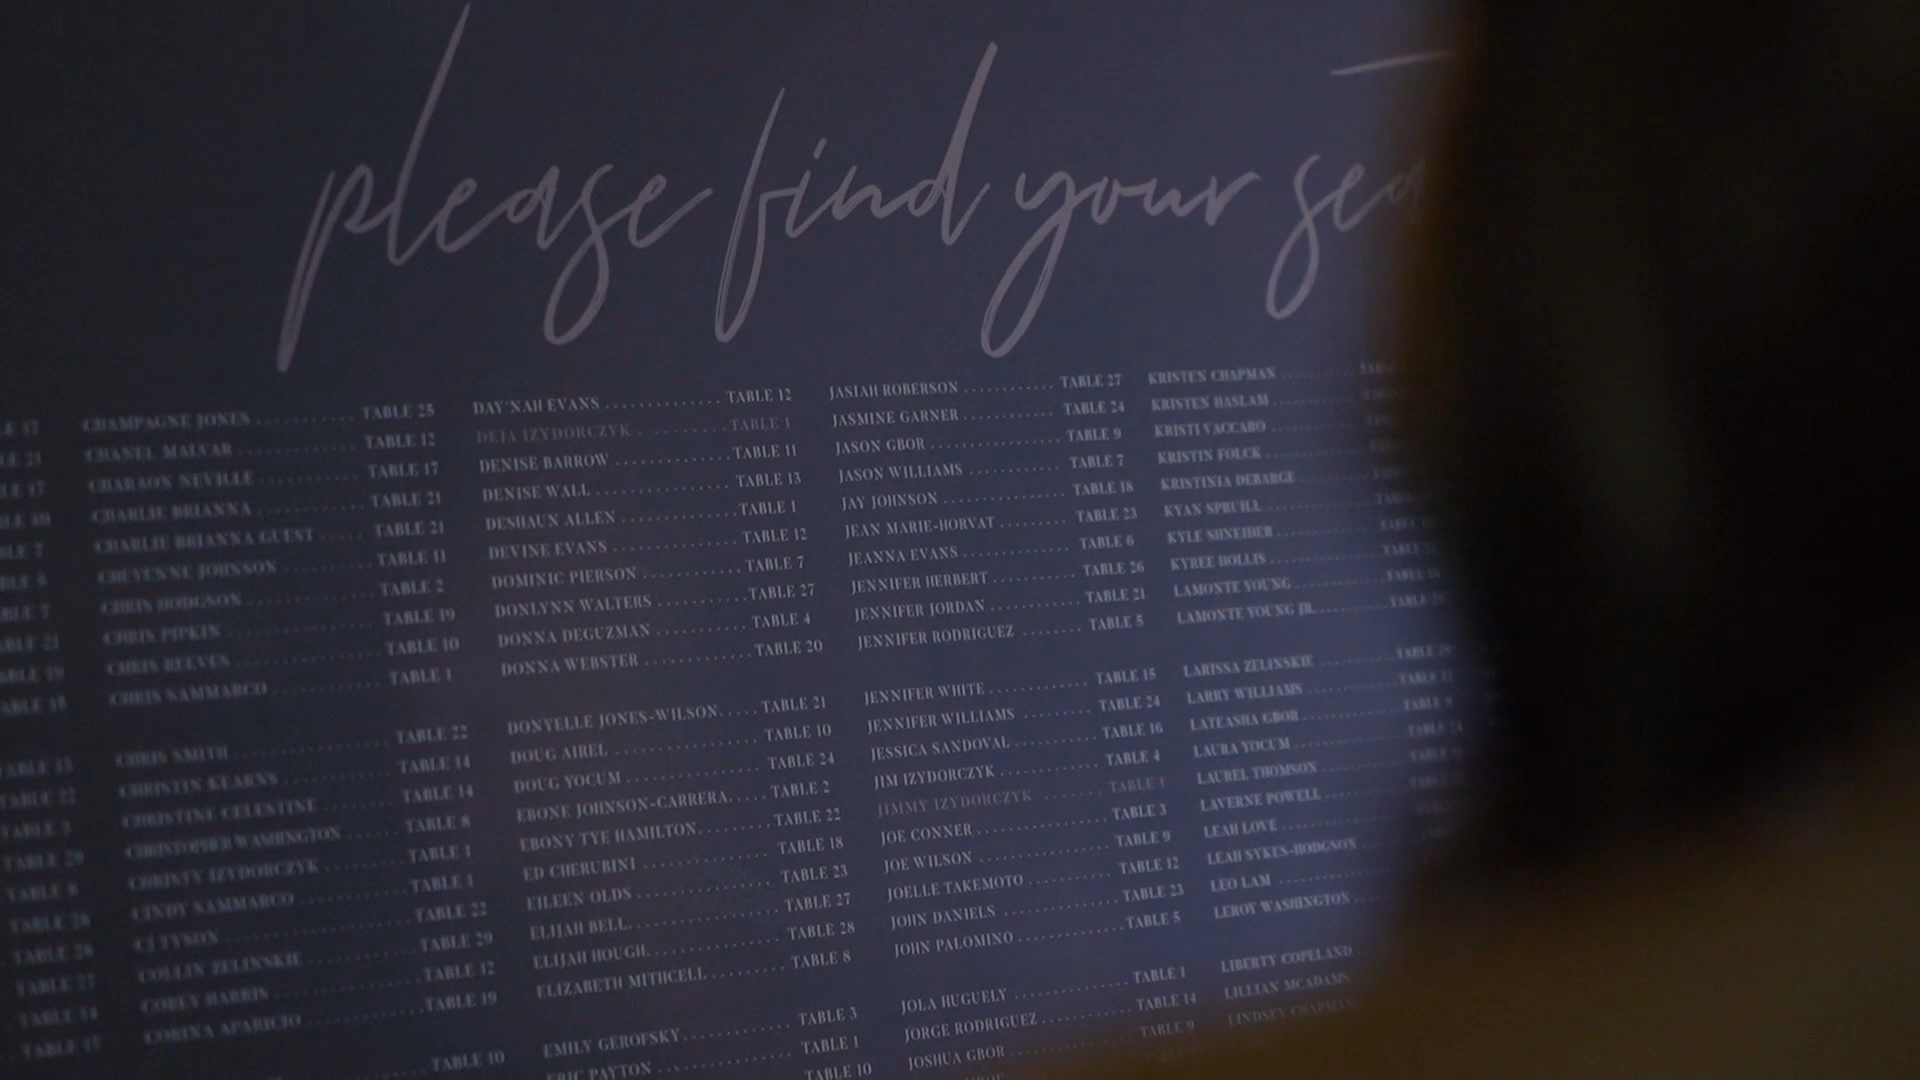 please find your
CHAMPAGNE JONES ........... TABLE 25
CHANEL MALVAR ........... TABLE 12
CHARAON NEVILLE ........... TABLE 17
CHARLIE BRIANNA ........... TABLE 21
CHARLIE BRIANNA GUEST ..... TABLE 21
CHEYENNE JOHNSON ........... TABLE 11
CHRIS HODGSON ........... TABLE 2
CHRIS PIPKIN ........... TABLE 19
CHRIS REEVES ........... TABLE 10
CHRIS SAMMARCO ........... TABLE 1
CHRIS SMITH ........... TABLE 22
CHRISTIN KEARNS ........... TABLE 14
CHRISTINE CELENTINE ........... TABLE 14
CHRISTOPHER WASHINGTON ........ TABLE 8
CHRISTY IZYDORCZYK ........... TABLE 1
CINDY SAMMARCO ........... TABLE 1
CJ TYSON ........... TABLE 22
COLLIN ZELINSKIE ........... TABLE 29
COREY HARRIS ........... TABLE 12
CORINA APARICIO ........... TABLE 19
TABLE 10
DAY'NAH EVANS ............. TABLE 12
DEJA IZYDORCZYK ........... TABLE 1
DENISE BARROW ............. TABLE 11
DENISE WALL ............... TABLE 13
DESHAUN ALLEN ............. TABLE 1
DEVINE EVANS .............. TABLE 12
DOMINIC PIERSON ........... TABLE 7
DONLYNN WALTERS ........... TABLE 27
DONNA DEGUZMAN ........... TABLE 4
DONNA WEBSTER ............. TABLE 20
DONYELLE JONES-WILSON..... TABLE 21
DOUG AIREL ................ TABLE 10
DOUG YOCUM ................ TABLE 24
EBONE JOHNSON-CARRERA..... TABLE 2
EBONY TYE HAMILTON........ TABLE 22
ED CHERUBINI .............. TABLE 18
EILEEN OLDS ............... TABLE 23
ELIJAH BELL................ TABLE 27
ELIJAH HOUGH............... TABLE 28
ELIZABETH MITHCELL ......... TABLE 8
EMILY GEROFSKY............ TABLE 3
ERIC PAYTON ............... TABLE 1
TABLE 10
JASIAH ROBERSON ........... TABLE 27
JASMINE GARNER ............ TABLE 24
JASON GBOR ................ TABLE 9
JASON WILLIAMS ............ TABLE 7
JAY JOHNSON ............... TABLE 18
JEAN MARIE-HORVAT ........ TABLE 23
JEANNA EVANS .............. TABLE 6
JENNIFER HERBERT .......... TABLE 26
JENNIFER JORDAN ........... TABLE 21
JENNIFER RODRIGUEZ ....... TABLE 5
JENNIFER WHITE ............ TABLE 15
JENNIFER WILLIAMS ........ TABLE 24
JESSICA SANDOVAL.......... TABLE 16
JIM IZYDORCZYK ............ TABLE 4
JIMMY IZYDORCZYK ........ TABLE 1
JOE CONNER ................ TABLE 3
JOE WILSON ................ TABLE 9
JOELLE TAKEMOTO .......... TABLE 12
JOHN DANIELS .............. TABLE 23
JOHN PALOMINO ............. TABLE 5
JOLA HUGUELY .............. TABLE 1
JORGE RODRIGUEZ ........... TABLE 14
JOSHUA GBOR ............... TABLE 9
KRISTEN CHAPMAN
KRISTEN HASLAM
KRISTI VACCARO
KRISTIN FOLCK
KRISTINIA DEBARGE
KYAN SPRUILL
KYLE SHNEIDER
KYREE HOLLIS
LAMONTE YOUNG
LAMONTE YOUNG JR.
LARISSA ZELINSKIE
LARRY WILLIAMS
LATEASHA GBOR
LAURA YOCUM
LAUREL THOMSON
LAVERNE POWELL
LEAH LOVE
LEAH SYKES-HODGSON
LEO LAM
LEROY WASHINGTON
LIBERTY COPELAND
LILLIAN MCADAMS
LINDSEY CHAPMAN